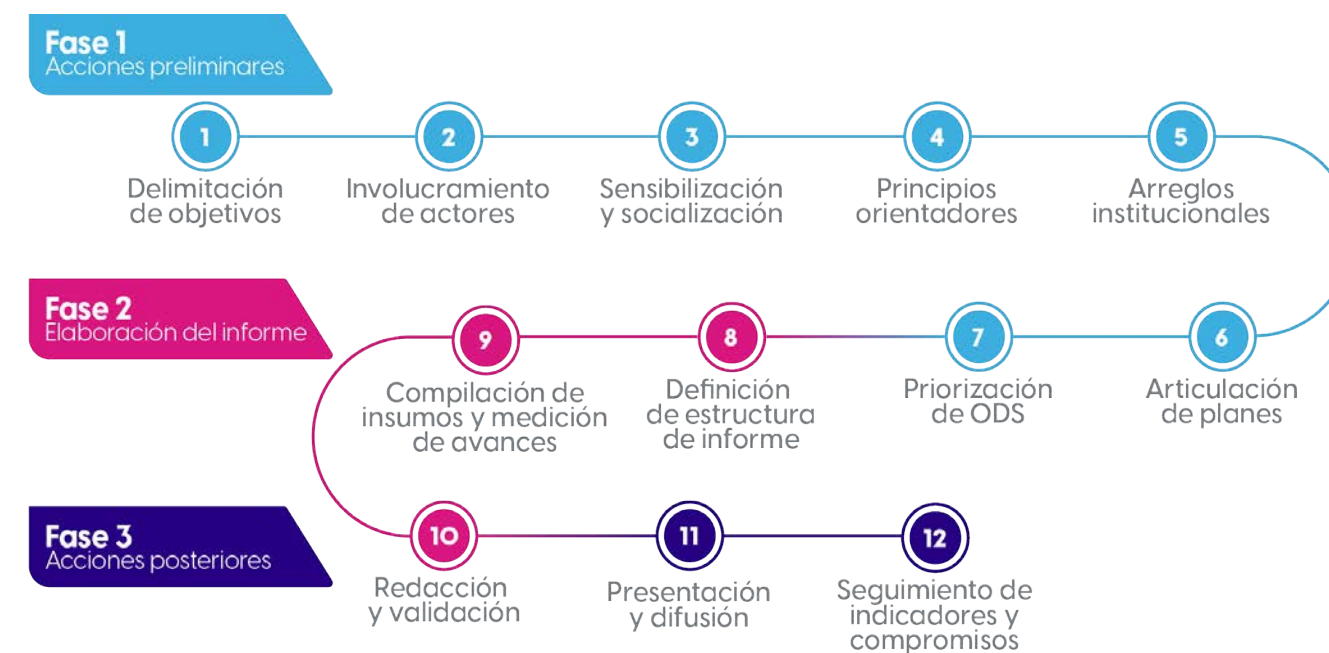 Fase 1
Acciones preliminares
1
Delimitación
de objetivos
2
Involucramiento
de actores
3
Sensibilización
y socialización
4
Principios
orientadores
5
Arreglos
institucionales
Fase 2
Elaboración del informe
9
Compilación de
insumos y medición
de avances
8
Definición
de estructura
de informe
7
Priorización
de ODS
6
Articulación
de planes
Fase 3
Acciones posteriores
10
Redacción
y validación
11
Presentación
y difusión
12
Seguimiento de
indicadores y
compromisos